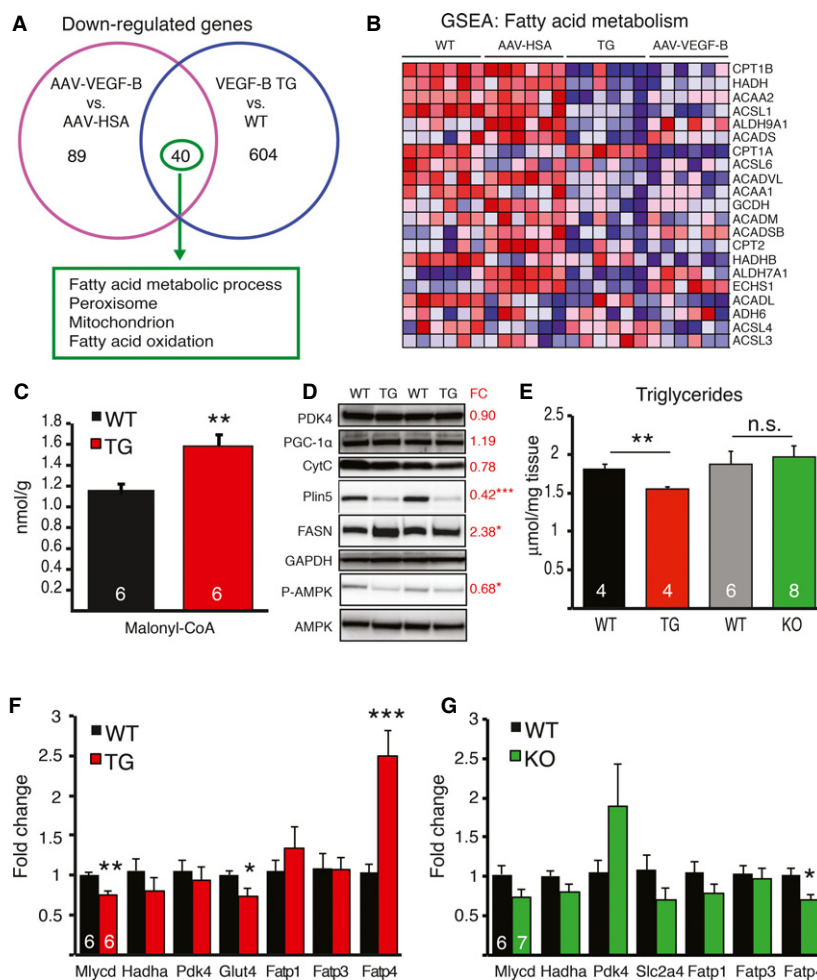 A
Down-regulated genes
AAV-VEGF-B
vs.
AAV-HSA
VEGF-B TG
vs.
WT
89
40
604
Fatty acid metabolic process
Peroxisome
Mitochondrion
Fatty acid oxidation
B
GSEA: Fatty acid metabolism
WT AAV-HSA TG AAV-VEGF-B
CPT1B
HADH
ACAA2
ACSL1
ALDH9A1
ACADS
CPT1A
ACSL6
ACADVL
ACAA1
GCDH
ACADM
ACADSB
CPT2
HADHB
ALDH7A1
ECHS1
ACADL
ADH6
ACSL4
ACSL3
C
WT
TG
**
nmol/g
1.8
1.6
1.4
1.2
1.0
0.8
0.6
0.4
0.2
6 6
Malonyl-CoA
D
WT TG WT TG FC
PDK4 0.90
PGC-1α 1.19
CytC 0.78
Plin5 0.42***
FASN 2.38*
GAPDH
P-AMPK 0.68*
AMPK
E
Triglycerides
μmol/mg tissue
2.5
2
1.5
1
0.5
** n.s.
4 4 6 8
WT TG WT KO
F
WT
TG
Fold change
3
2.5
2
1.5
1
0.5
** * ***
6 6
Mlycd Hadha Pdk4 Glut4 Fatp1 Fatp3 Fatp4
G
WT
KO
Fold change
3
2.5
2
1.5
1
0.5
*
6 7
Mlycd Hadha Pdk4 Slc2a4 Fatp1 Fatp3 Fatp4